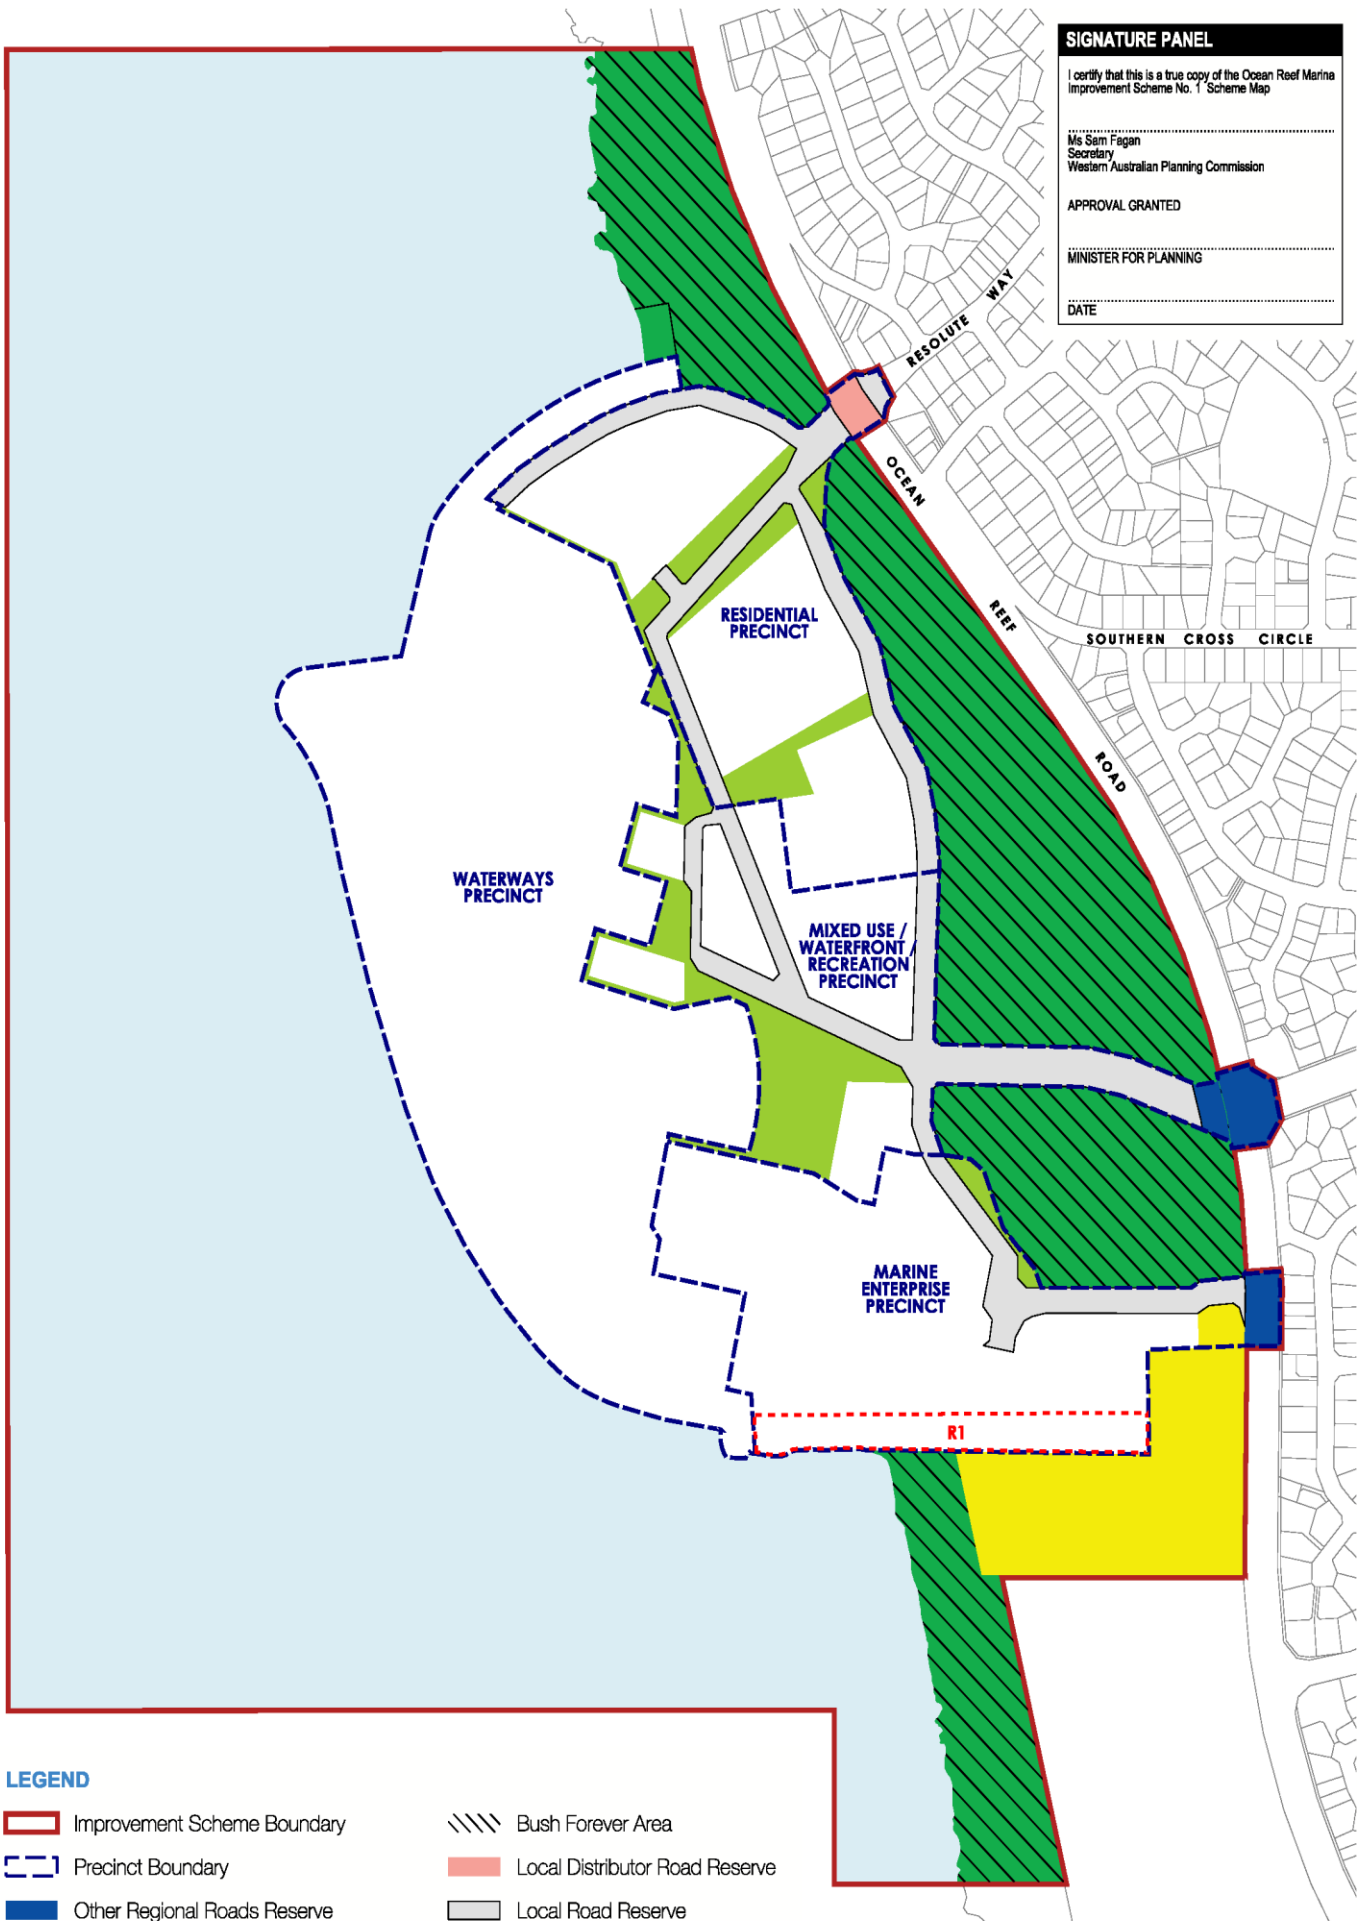 SIGNATURE PANEL
I certify that this is a true copy of the Ocean Reef Marina
Improvement Scheme No. 1 Scheme Map
Ms Sam Fagan
Secretary
Western Australian Planning Commission
APPROVAL GRANTED
MINISTER FOR PLANNING
DATE
RESOLUTE WAY
OCEAN REEF ROAD
SOUTHERN CROSS CIRCLE
RESIDENTIAL
PRECINCT
WATERWAYS
PRECINCT
MIXED USE /
WATERFRONT /
RECREATION
PRECINCT
MARINE
ENTERPRISE
PRECINCT
R1
LEGEND
Improvement Scheme Boundary
Bush Forever Area
Precinct Boundary
Local Distributor Road Reserve
Other Regional Roads Reserve
Local Road Reserve